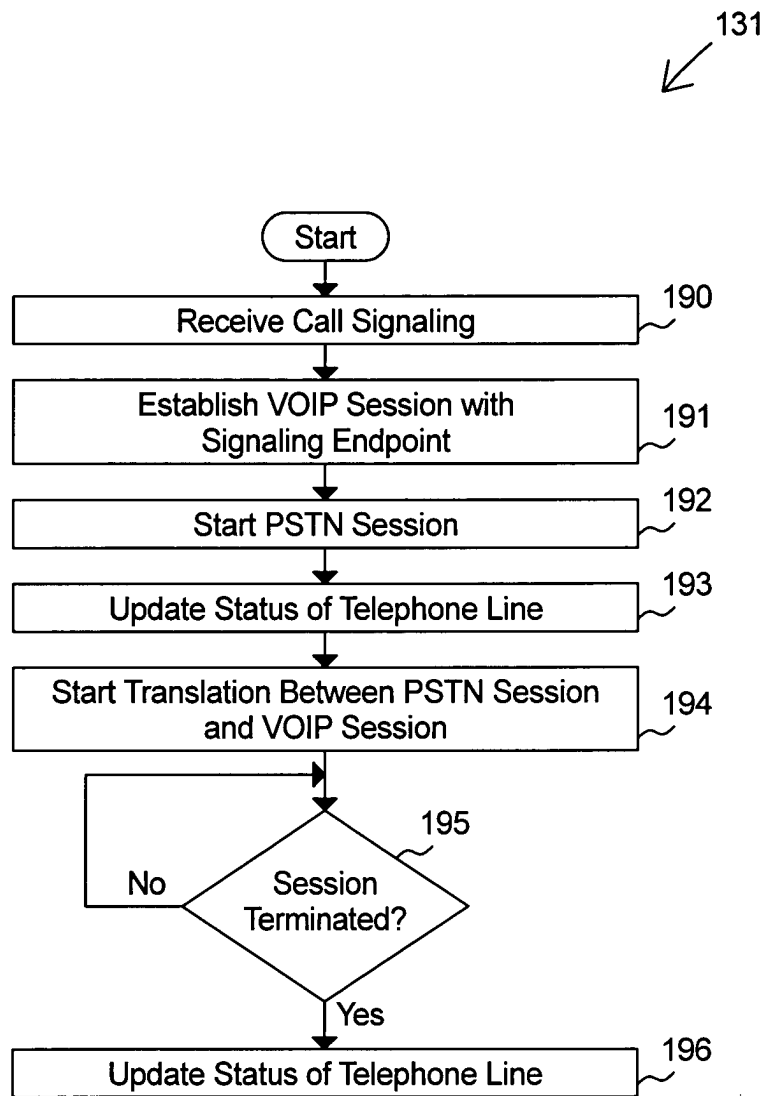 131
Start
190
Receive Call Signaling
Establish VOIP Session with
Signaling Endpoint
191
192
Start PSTN Session
193
Update Status of Telephone Line
Start Translation Between PSTN Session
and VOIP Session
194
195
No
Session
Terminated?
Yes
196
Update Status of Telephone Line